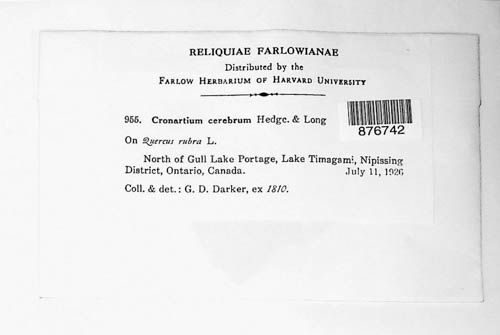 RELIQUIAE FARLOWIANAE
Distributed by the
FARLOW HERBARIUM OF HARVARD UNIVERSITY
955. Cronartium cerebrum Hedgc. & Long
876742
On Quercus rubra L.
North of Gull Lake Portage, Lake Timagami, Nipissing
District, Ontario, Canada. July 11, 1926
Coll. & det.: G. D. Darker, ex 1810.